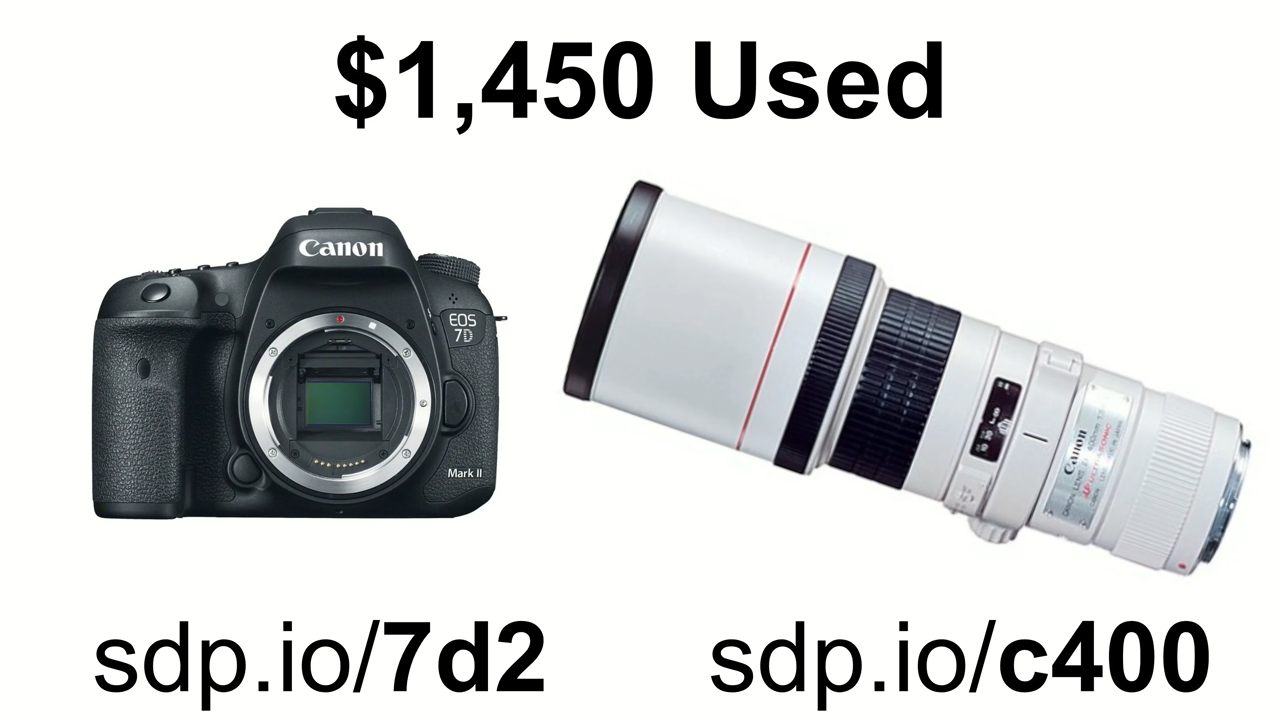 $1,450 Used
Canon
EOS
7D
Mark II
Canon
sdp.io/7d2
sdp.io/c400